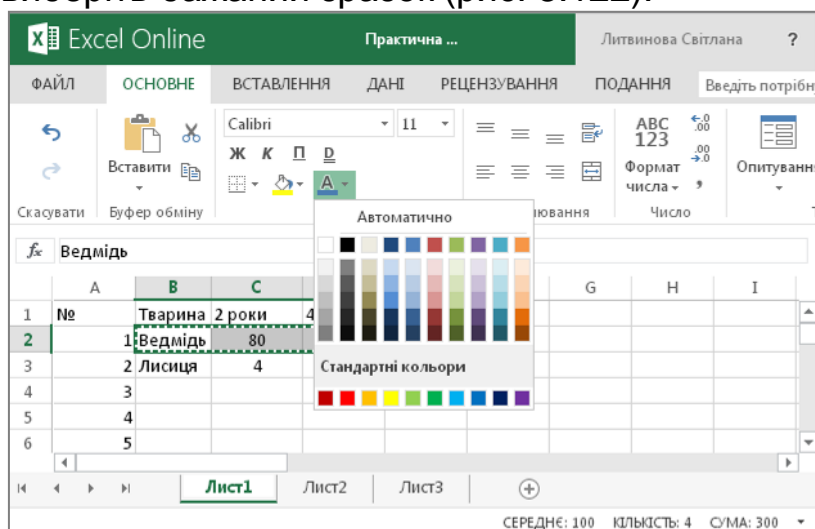 виберіть бажаний зразок (рис. 3.122).
Excel Online Практична ... Литвинова Світлана ?
ФАЙЛ ОСНОВНЕ ВСТАВЛЕННЯ ДАНІ РЕЦЕНЗУВАННЯ ПОДАННЯ Введіть потрібн
Calibri 11 ABC 123
Ж К П D
Вставити Формат числа Опитуванн
Скасувати Буфер обміну ювання Число
fx Ведмідь
Автоматично
Стандартні кольори
A B C G H I
1 № Тварина 2 роки 4
2 1 Ведмідь 80
3 2 Лисиця 4
4 3
5 4
6 5
Лист1 Лист2 Лист3
СЕРЕДНЄ: 100 КІЛЬКІСТЬ: 4 СУМА: 300